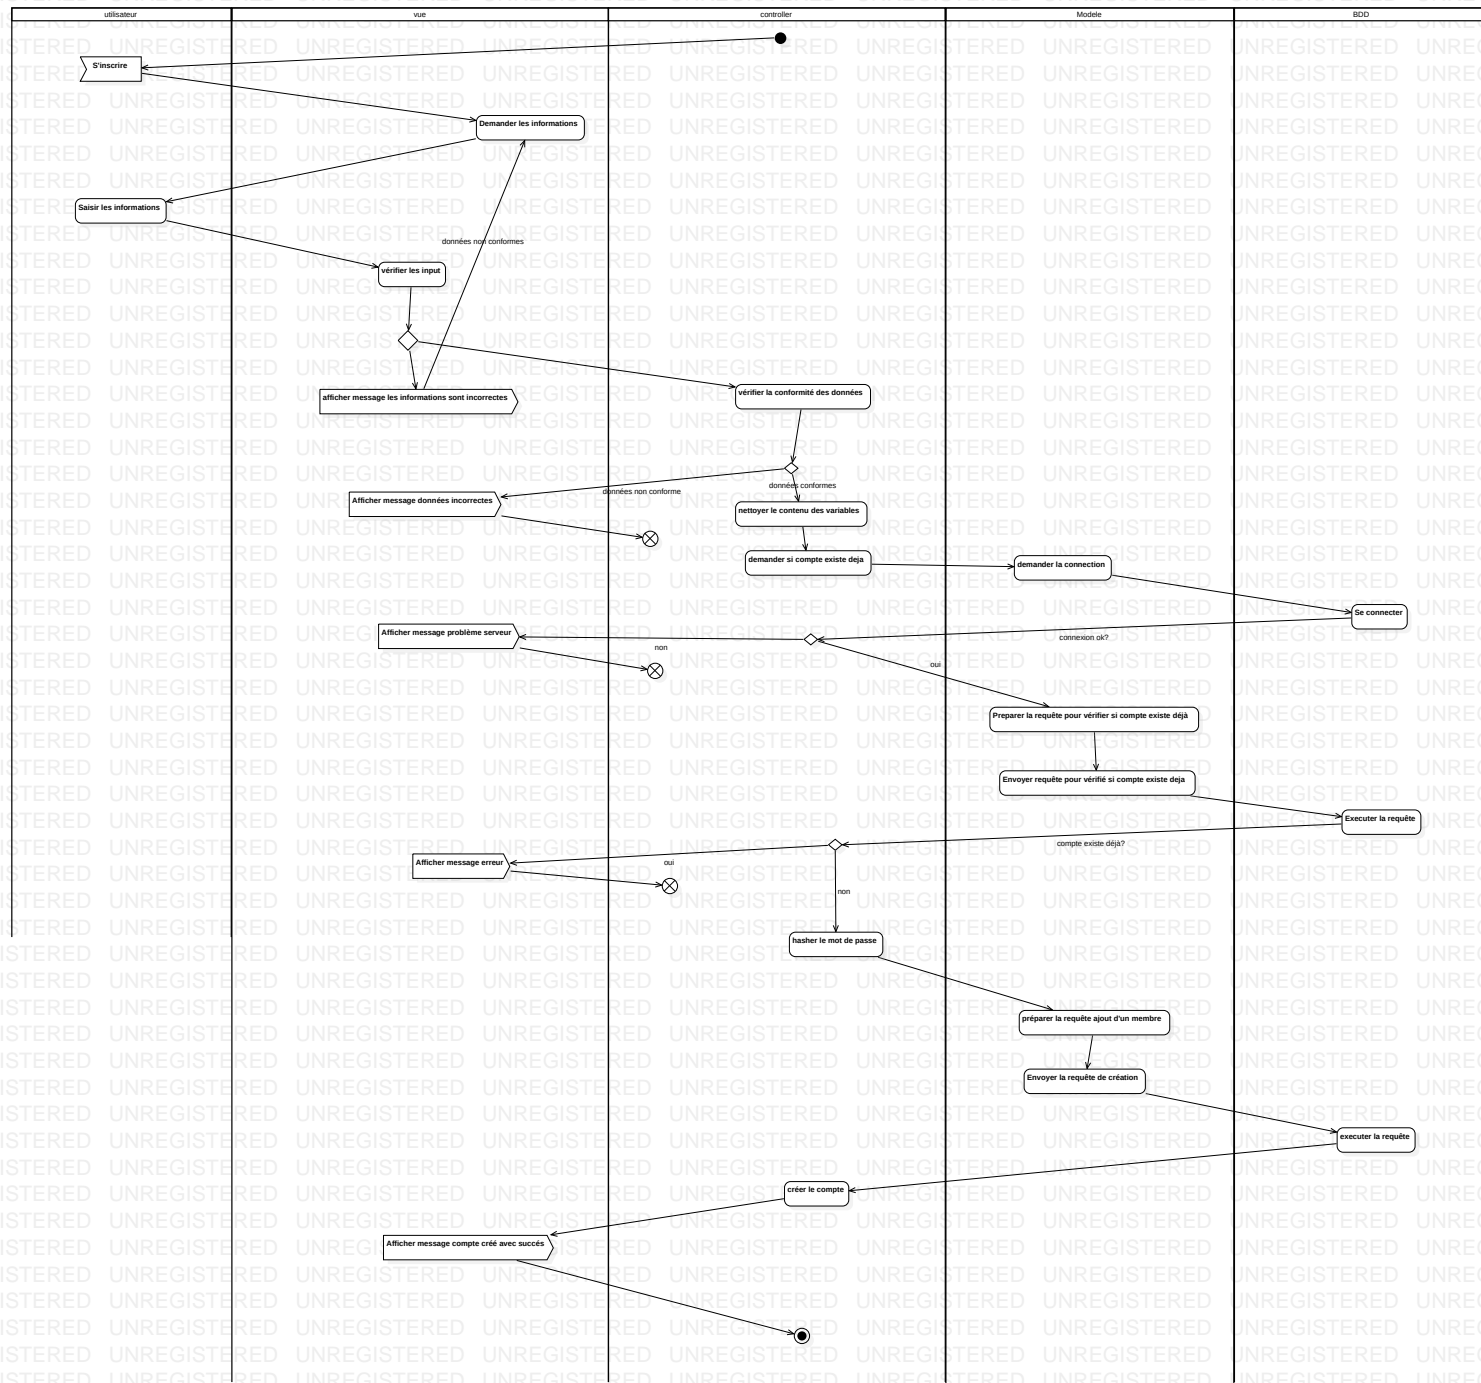 utilisateur
vue
controller
Modele
BDD
S'inscrire
Demander les informations
Saisir les informations
données non conformes
vérifier les input
afficher message les informations sont incorrectes
vérifier la conformité des données
données conformes
données non conforme
Afficher message données incorrectes
nettoyer le contenu des variables
demander si compte existe deja
demander la connection
Se connecter
Afficher message problème serveur
connexion ok?
non
oui
Preparer la requête pour vérifier si compte existe déjà
Envoyer requête pour vérifié si compte existe deja
Executer la requête
compte existe déjà?
Afficher message erreur
oui
non
hasher le mot de passe
préparer la requête ajout d'un membre
Envoyer la requête de création
executer la requête
créer le compte
Afficher message compte créé avec succés
UNREGISTERED